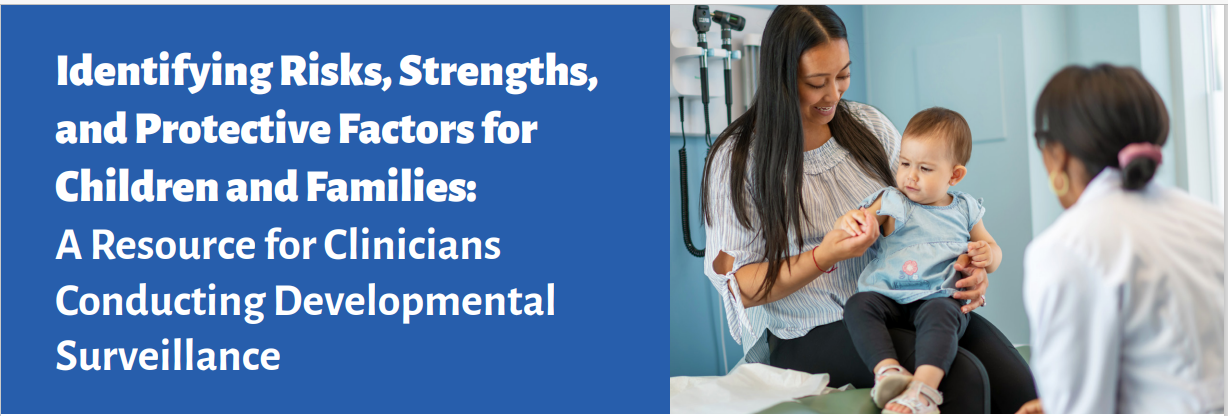 Identifying Risks, Strengths,
and Protective Factors for
Children and Families:
A Resource for Clinicians
Conducting Developmental
Surveillance